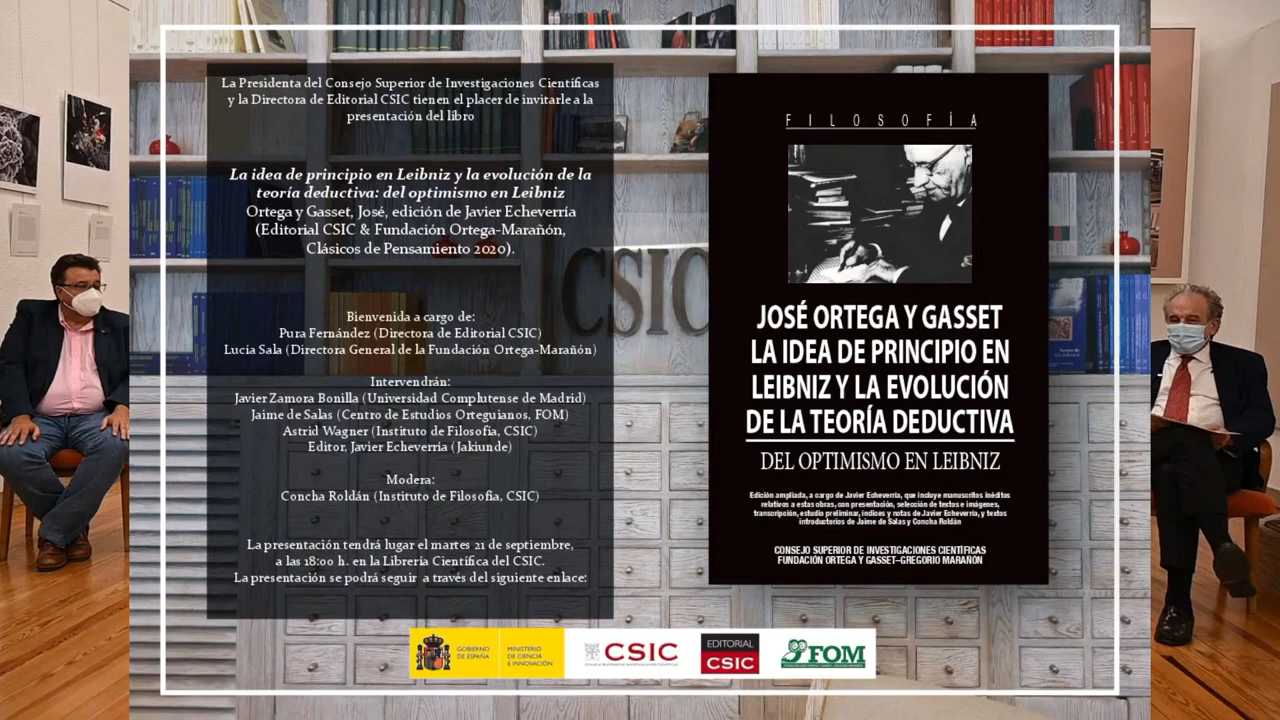 La Presidenta del Consejo Superior de Investigaciones Científicas
y la Directora de Editorial CSIC tienen el placer de invitarle a la
presentación del libro
La idea de principio en Leibniz y la evolución de la
teoría deductiva: del optimismo en Leibniz
Ortega y Gasset, José, edición de Javier Echeverría
(Editorial CSIC & Fundación Ortega-Marañón,
Clásicos de Pensamiento 2020).
Bienvenida a cargo de:
Pura Fernández (Directora de Editorial CSIC)
Lucía Sala (Directora General de la Fundación Ortega-Marañón)
Intervendrán:
Javier Zamora Bonilla (Universidad Complutense de Madrid)
Jaime de Salas (Centro de Estudios Orteguianos, FOM)
Astrid Wagner (Instituto de Filosofía, CSIC)
Editor, Javier Echeverría (Jakiunde)
Modera:
Concha Roldán (Instituto de Filosofía, CSIC)
La presentación tendrá lugar el martes 21 de septiembre,
a las 18:00 h. en la Librería Científica del CSIC.
La presentación se podrá seguir a través del siguiente enlace:
CSIC
FILOSOFÍA
JOSÉ ORTEGA Y GASSET
LA IDEA DE PRINCIPIO EN
LEIBNIZ Y LA EVOLUCIÓN
DE LA TEORÍA DEDUCTIVA
DEL OPTIMISMO EN LEIBNIZ
Edición ampliada, a cargo de Javier Echeverría, que incluye manuscritos inéditos
relativos a estas obras, con presentación, selección de textos e imágenes,
transcripción, estudio preliminar, índices y notas de Javier Echeverría, y textos
introductorios de Jaime de Salas y Concha Roldán
CONSEJO SUPERIOR DE INVESTIGACIONES CIENTÍFICAS
FUNDACIÓN ORTEGA Y GASSET–GREGORIO MARAÑÓN
GOBIERNO
DE ESPAÑA
MINISTERIO
DE CIENCIA
E INNOVACIÓN
CSIC
CONSEJO SUPERIOR DE INVESTIGACIONES CIENTÍFICAS
EDITORIAL
CSIC
FOM